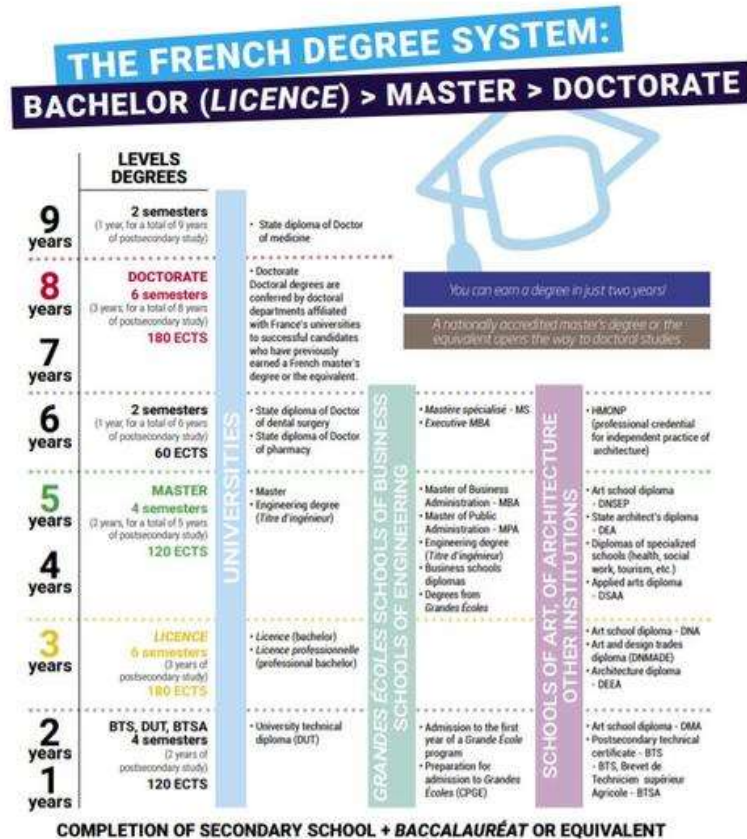 THE FRENCH DEGREE SYSTEM:
BACHELOR (LICENCE) > MASTER > DOCTORATE
LEVELS
DEGREES
9
years
2 semesters
(1 year, for a total of 9 years
of postsecondary study)
• State diploma of Doctor
of medicine
8
years
7
years
DOCTORATE
6 semesters
(3 years, for a total of 8 years
of postsecondary study)
180 ECTS
• Doctorate
Doctoral degrees are
conferred by doctoral
departments affiliated
with France's universities
to successful candidates
who have previously
earned a French master's
degree or the equivalent.
You can earn a degree in just two years!
A nationally accredited master's degree or the
equivalent opens the way to doctoral studies
6
years
2 semesters
(1 year, for a total of 6 years
of postsecondary study)
60 ECTS
• State diploma of Doctor
of dental surgery
• State diploma of Doctor
of pharmacy
• Mastère spécialisé - MS
• Executive MBA
• HMONP
(professional credential
for independent practice of
architecture)
5
years
4
years
MASTER
4 semesters
(2 years, for a total of 5 years
of postsecondary study)
120 ECTS
• Master
• Engineering degree
(Titre d'ingénieur)
• Master of Business
Administration - MBA
• Master of Public
Administration - MPA
• Engineering degree
(Titre d'ingénieur)
• Business schools
diplomas
• Degrees from
Grandes Écoles
• Art school diploma
- DNSEP
• State architect's diploma
- DEA
• Diplomas of specialized
schools (health, social
work, tourism, etc.)
• Applied arts diploma
- DSAA
3
years
LICENCE
6 semesters
(3 years of
postsecondary study)
180 ECTS
• Licence (bachelor)
• Licence professionnelle
(professional bachelor)
• Art school diploma - DNA
• Art and design trades
diploma (DNMADE)
• Architecture diploma
- DEEA
2
years
1
years
BTS, DUT, BTSA
4 semesters
(2 years of
postsecondary study)
120 ECTS
• University technical
diploma (DUT)
• Admission to the first
year of a Grande École
program
• Preparation for
admission to Grandes
Écoles (CPGE)
• Art school diploma - DMA
• Postsecondary technical
certificate - BTS
- BTS, Brevet de
Technicien supérieur
Agricole - BTSA
UNIVERSITIES
GRANDES ÉCOLES SCHOOLS OF BUSINESS
SCHOOLS OF ENGINEERING
SCHOOLS OF ART, OF ARCHITECTURE
OTHER INSTITUTIONS
COMPLETION OF SECONDARY SCHOOL + BACCALAURÉAT OR EQUIVALENT